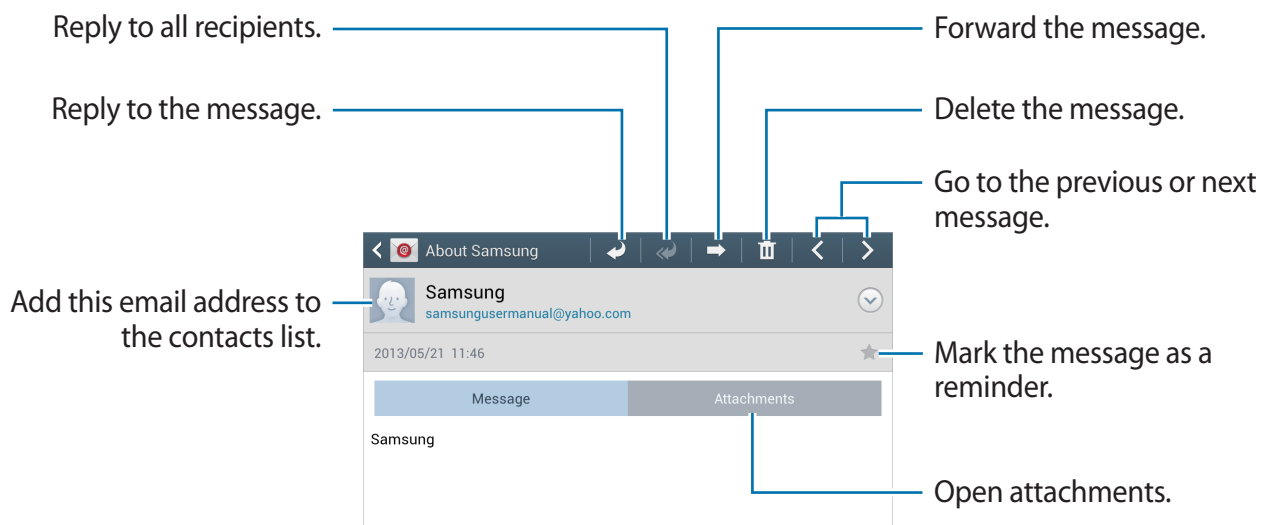 Reply to all recipients.
Forward the message.
Reply to the message.
Delete the message.
Go to the previous or next
message.
About Samsung
Samsung
samsungusermanual@yahoo.com
Add this email address to
the contacts list.
2013/05/21 11:46
Mark the message as a
reminder.
Message
Attachments
Samsung
Open attachments.